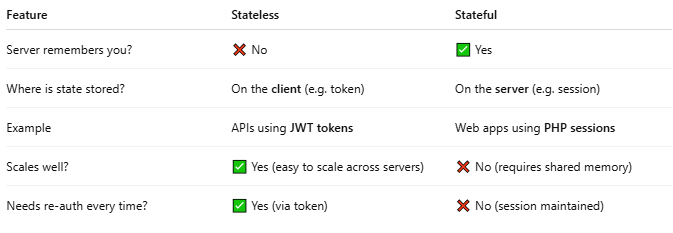 Feature Stateless Stateful
Server remembers you? ❌ No ✅ Yes
Where is state stored? On the client (e.g. token) On the server (e.g. session)
Example APIs using JWT tokens Web apps using PHP sessions
Scales well? ✅ Yes (easy to scale across servers) ❌ No (requires shared memory)
Needs re-auth every time? ✅ Yes (via token) ❌ No (session maintained)